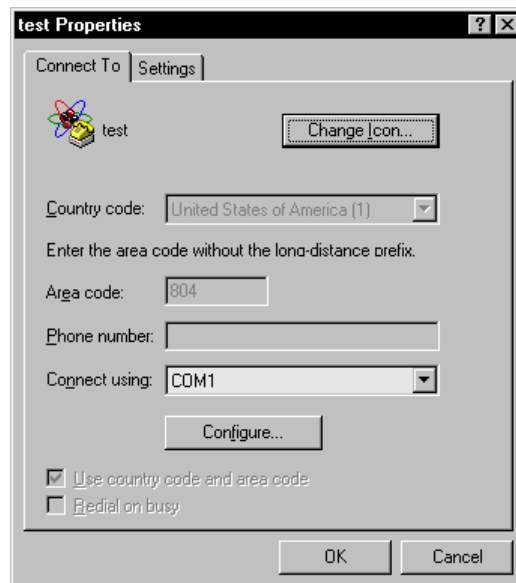 test Properties
? X
Connect To
Settings
test
Change Icon...
Country code:
United States of America (1)
Enter the area code without the long-distance prefix.
Area code:
804
Phone number:
Connect using:
COM1
Configure...
Use country code and area code
Redial on busy
OK
Cancel